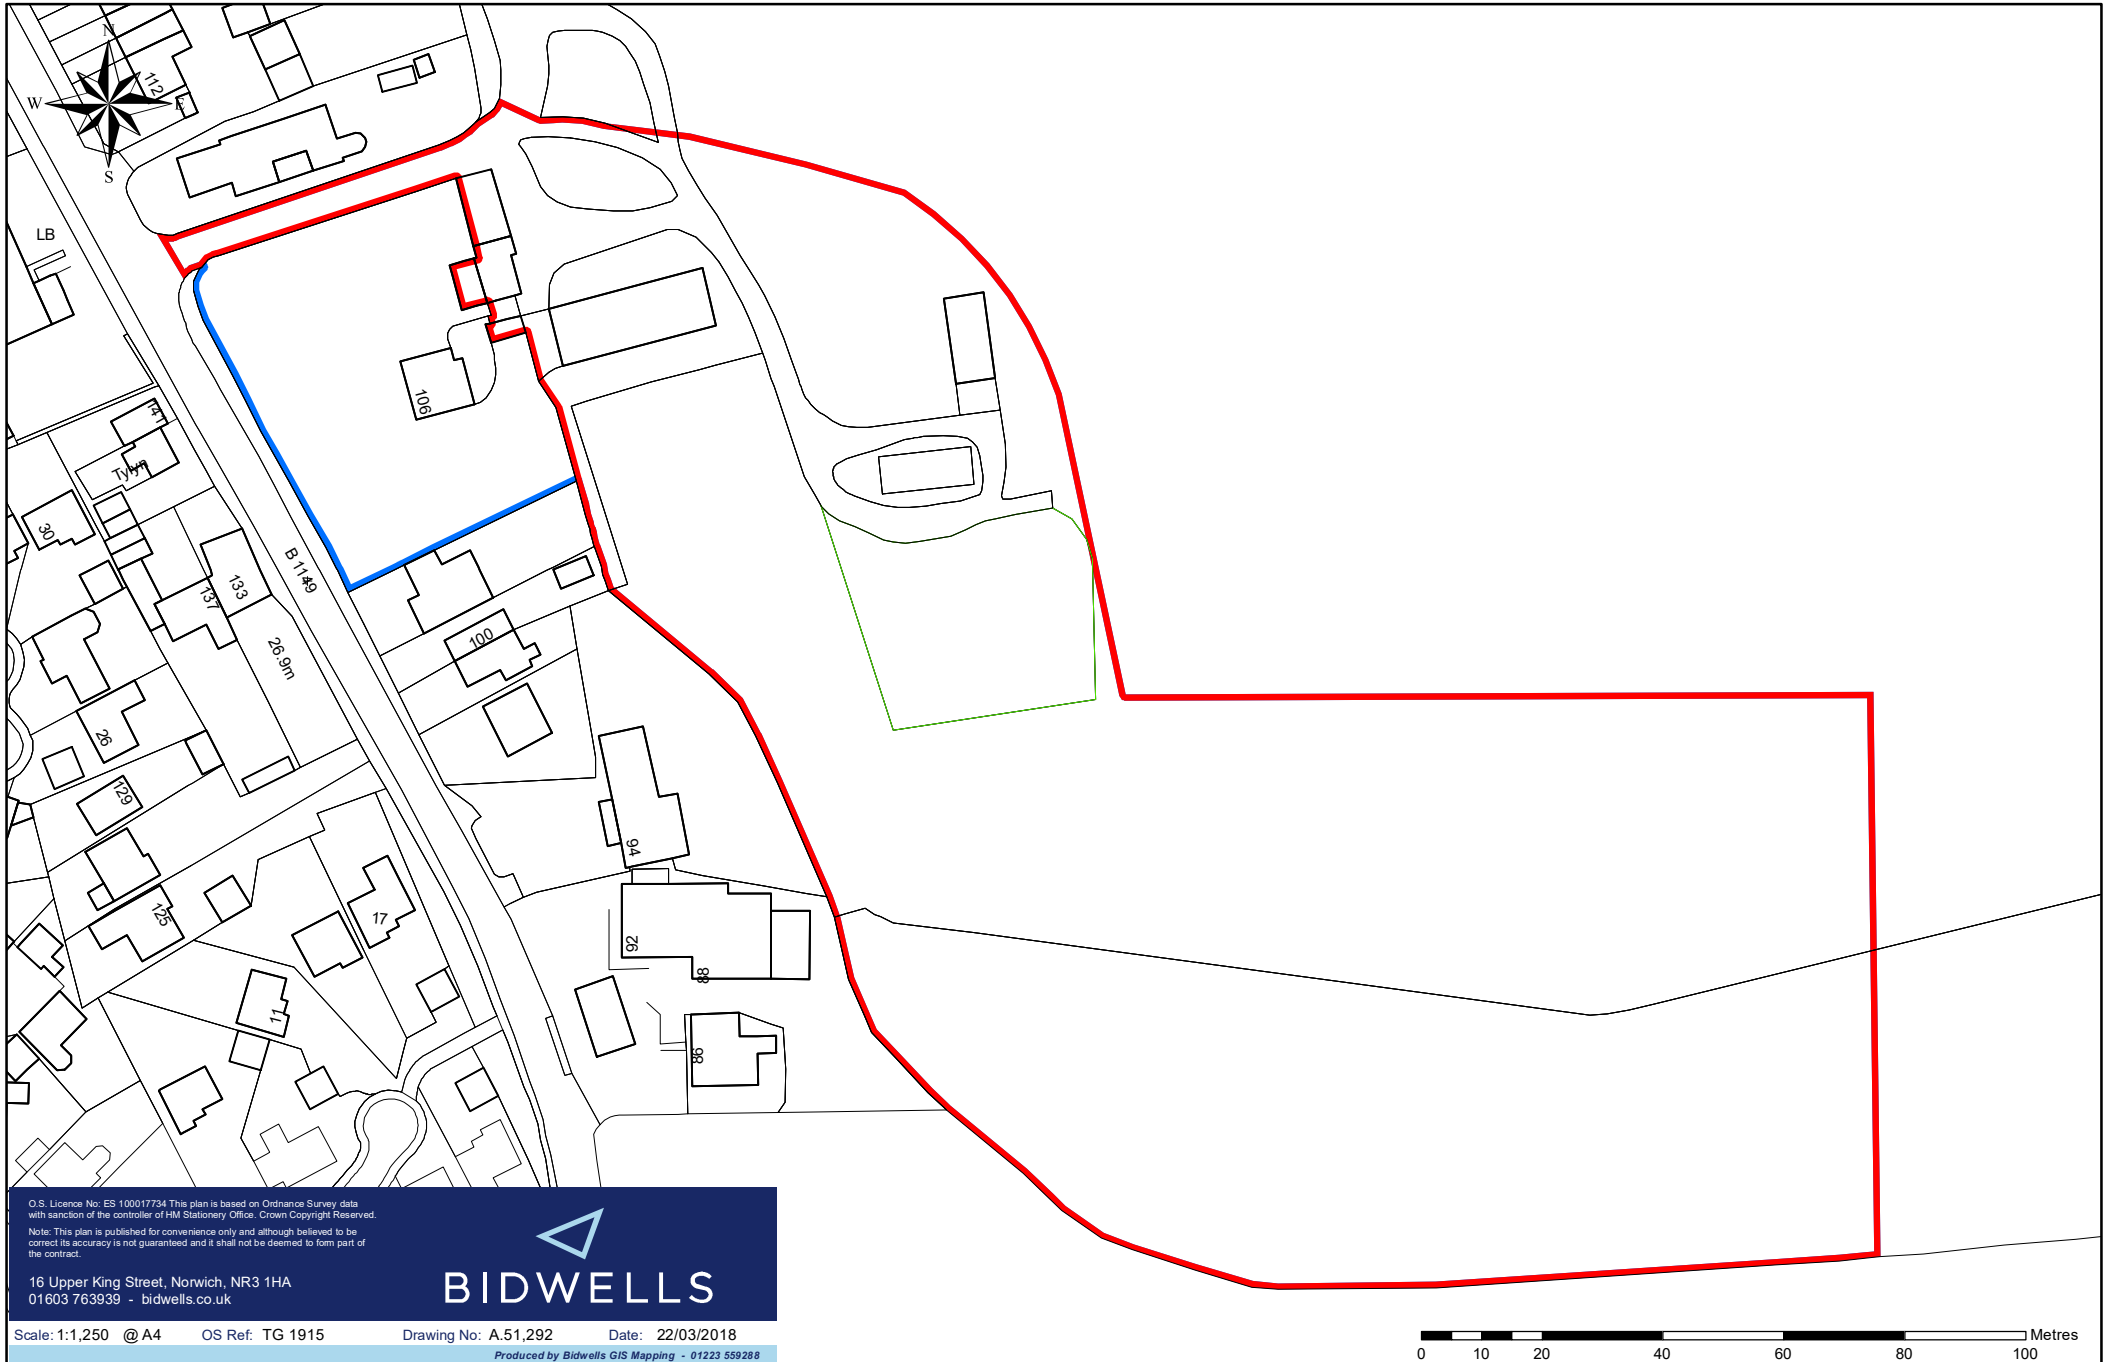 N
W
E
S
112
LB
106
141
Tylyn
30
133
137
B 1149
26.9m
100
26
129
94
125
17
92
88
11
86
O.S. Licence No: ES 100017734 This plan is based on Ordnance Survey data
with sanction of the controller of HM Stationery Office. Crown Copyright Reserved.
Note: This plan is published for convenience only and although believed to be
correct its accuracy is not guaranteed and it shall not be deemed to form part of
the contract.
16 Upper King Street, Norwich, NR3 1HA
01603 763939 - bidwells.co.uk
BIDWELLS
Scale: 1:1,250 @ A4 OS Ref: TG 1915 Drawing No: A.51,292 Date: 22/03/2018
Produced by Bidwells GIS Mapping - 01223 559288
Metres
0 10 20 40 60 80 100